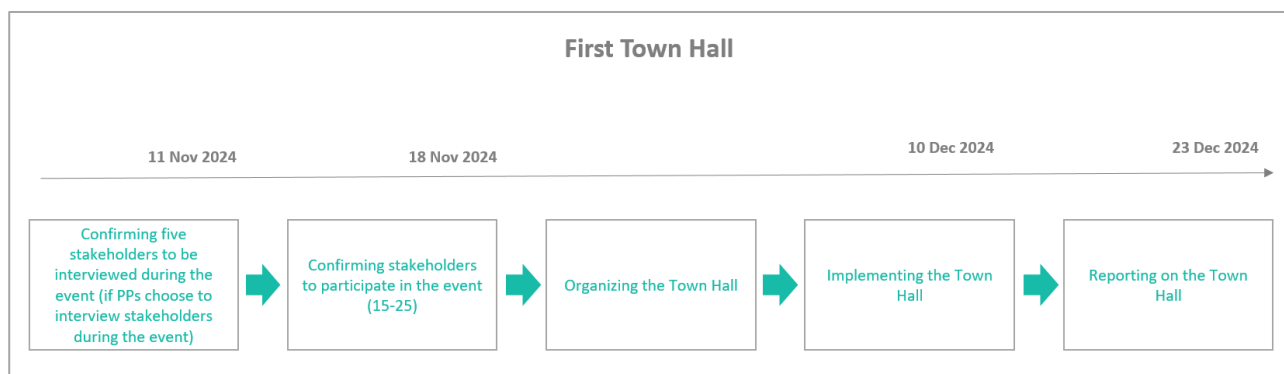 First Town Hall
11 Nov 2024
18 Nov 2024
10 Dec 2024
23 Dec 2024
Confirming five
stakeholders to be
interviewed during the
event (if PPs choose to
interview stakeholders
during the event)
Confirming stakeholders
to participate in the event
(15-25)
Organizing the Town Hall
Implementing the Town
Hall
Reporting on the Town
Hall